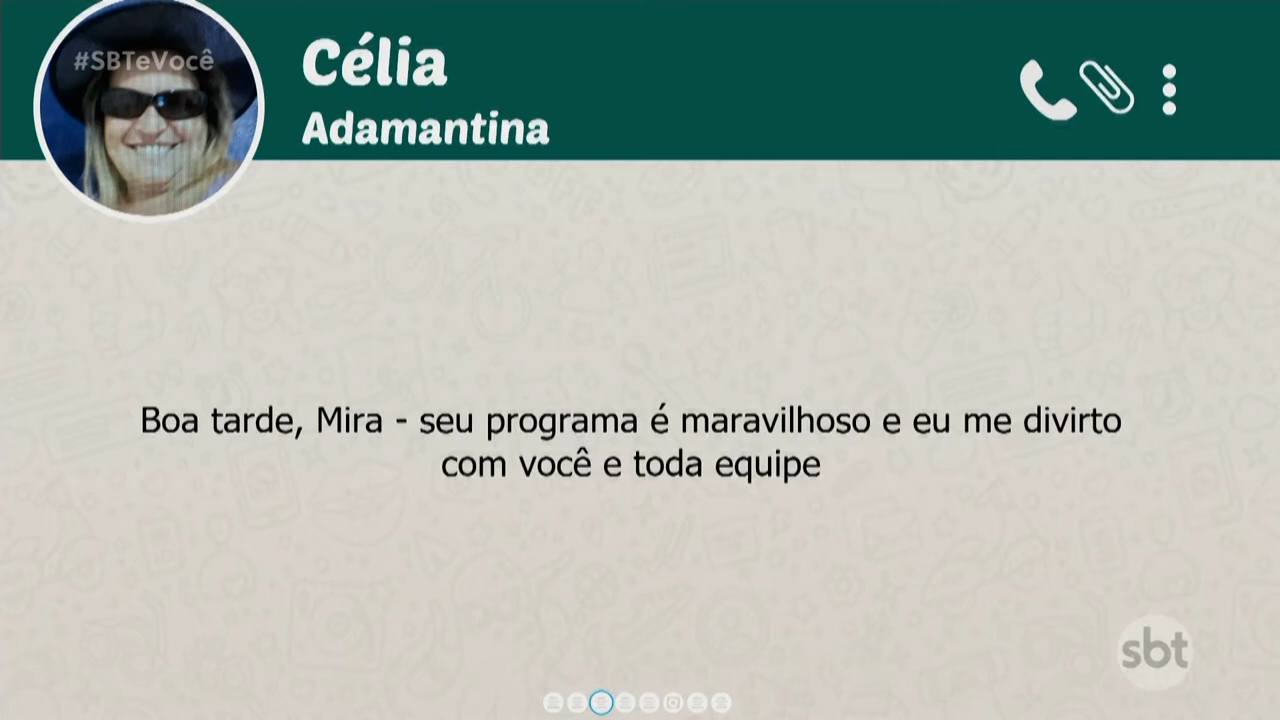 #SBTeVocê
Célia
Adamantina
Boa tarde, Mira - seu programa é maravilhoso e eu me divirto
com você e toda equipe
sbt